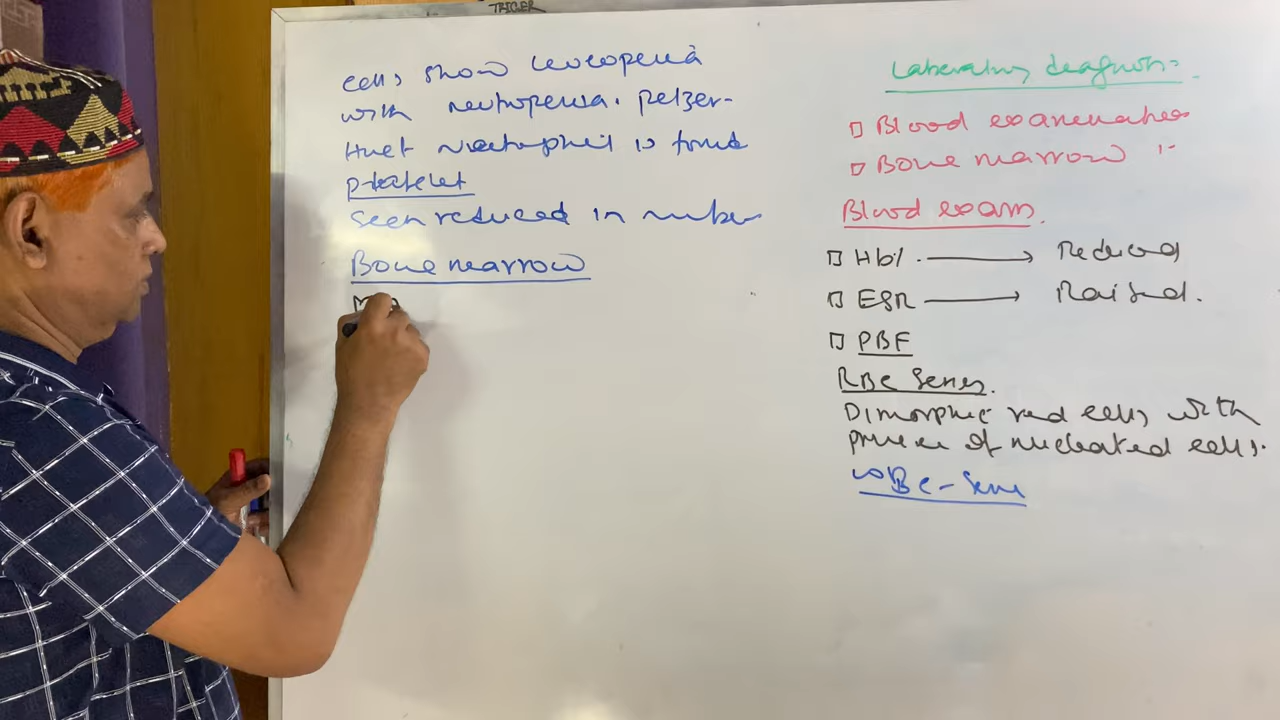 TRIGER
Laboratory diagnosis
□ Blood examination
□ Bone marrow "
Blood exam.
□ Hb%. → Reduced
□ ESR → Raised.
□ PBF
RBC Series.
Dimorphic red cells with
presence of nucleated cells.
WBC - Series
cells show leucopenia
with neutropenia. pelger-
Huet neutrophil is found
platelet
Seen reduced in number
Bone marrow